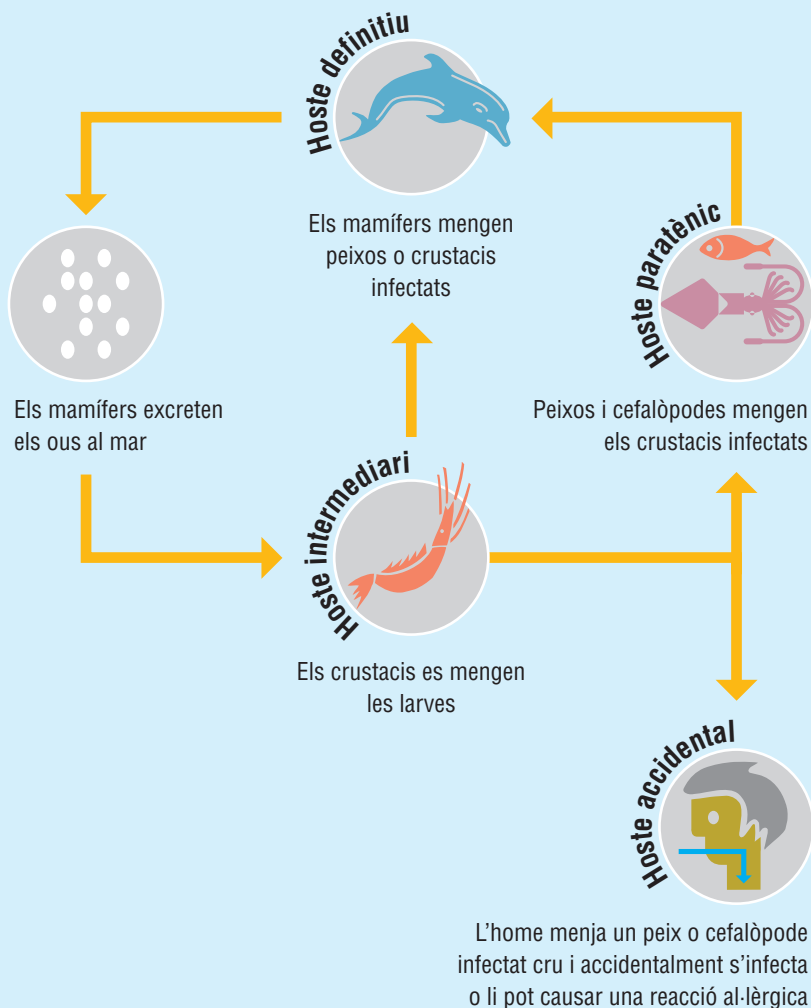 Hoste definitiu
Els mamífers mengen
peixos o crustacis
infectats
Hoste paratènic
Peixos i cefalòpodes mengen
els crustacis infectats
Els mamífers excreten
els ous al mar
Hoste intermediari
Els crustacis es mengen
les larves
Hoste accidental
L’home menja un peix o cefalòpode
infectat cru i accidentalment s’infecta
o li pot causar una reacció al·lèrgica